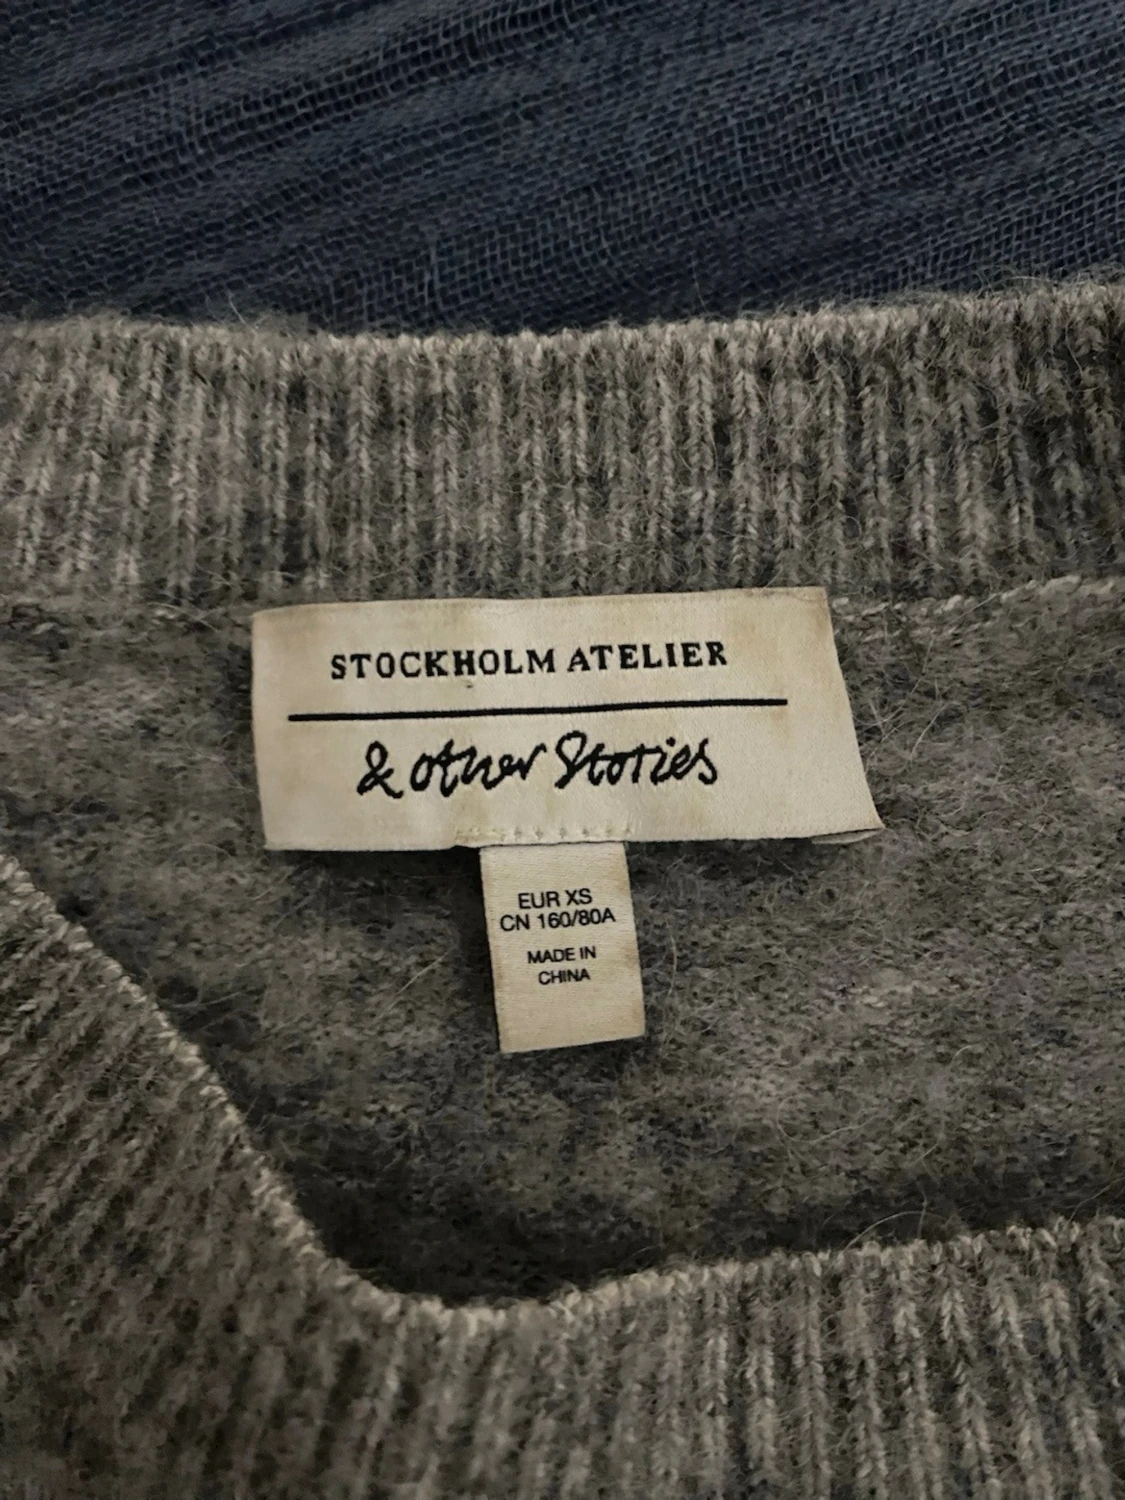 STOCKHOLM ATELIER
& other Stories
EUR XS
CN 160/80A
MADE IN
CHINA